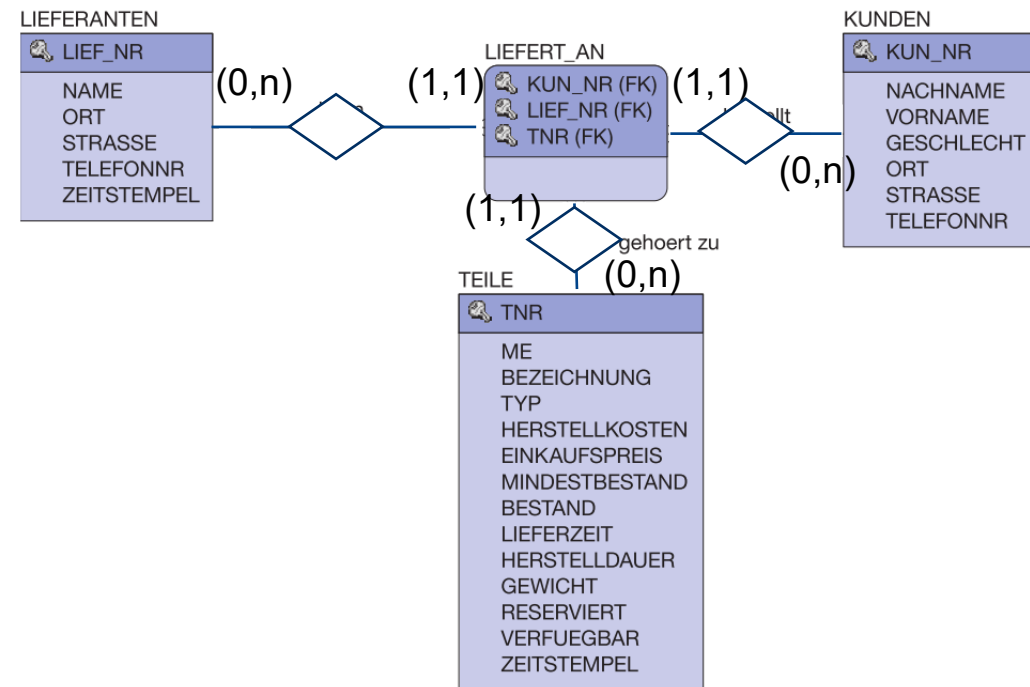 LIEFERANTEN
LIEF_NR
NAME
ORT
STRASSE
TELEFONNR
ZEITSTEMPEL
(0,n)
(1,1)
LIEFERT_AN
KUN_NR (FK)
LIEF_NR (FK)
TNR (FK)
(1,1)
(0,n)
KUNDEN
KUN_NR
NACHNAME
VORNAME
GESCHLECHT
ORT
STRASSE
TELEFONNR
(1,1)
gehoert zu
(0,n)
TEILE
TNR
ME
BEZEICHNUNG
TYP
HERSTELLKOSTEN
EINKAUFSPREIS
MINDESTBESTAND
BESTAND
LIEFERZEIT
HERSTELLDAUER
GEWICHT
RESERVIERT
VERFUEGBAR
ZEITSTEMPEL